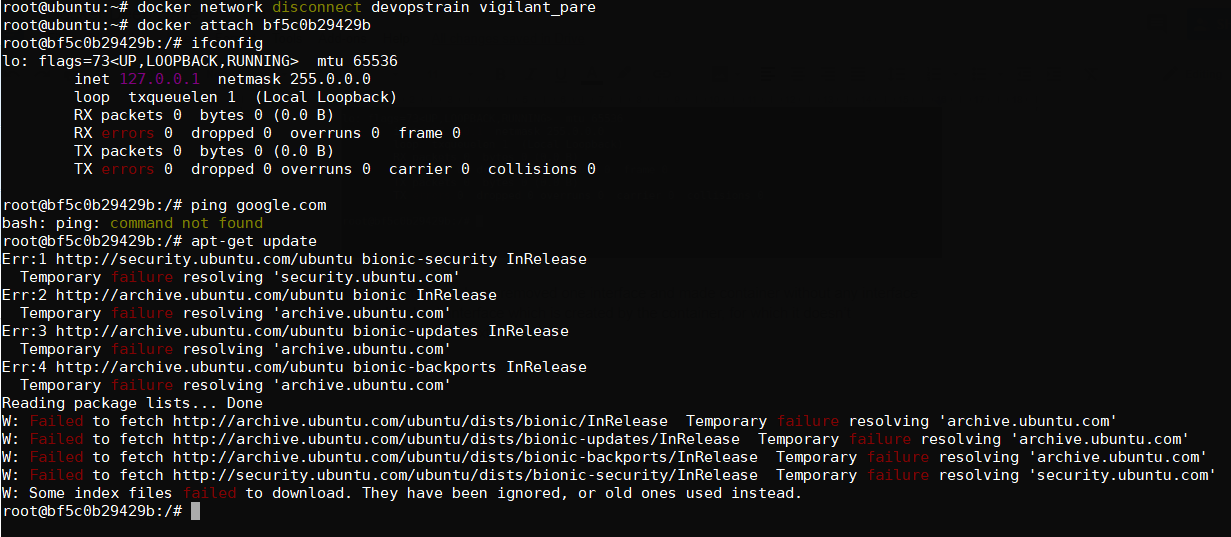 root@ubuntu:~# docker network disconnect devopstrain vigilant_pare
root@ubuntu:~# docker attach bf5c0b29429b
root@bf5c0b29429b:/# ifconfig
lo: flags=73<UP,LOOPBACK,RUNNING>  mtu 65536
        inet 127.0.0.1  netmask 255.0.0.0
        loop  txqueuelen 1  (Local Loopback)
        RX packets 0  bytes 0 (0.0 B)
        RX errors 0  dropped 0  overruns 0  frame 0
        TX packets 0  bytes 0 (0.0 B)
        TX errors 0  dropped 0 overruns 0  carrier 0  collisions 0
root@bf5c0b29429b:/# ping google.com
bash: ping: command not found
root@bf5c0b29429b:/# apt-get update
Err:1 http://security.ubuntu.com/ubuntu bionic-security InRelease
  Temporary failure resolving 'security.ubuntu.com'
Err:2 http://archive.ubuntu.com/ubuntu bionic InRelease
  Temporary failure resolving 'archive.ubuntu.com'
Err:3 http://archive.ubuntu.com/ubuntu bionic-updates InRelease
  Temporary failure resolving 'archive.ubuntu.com'
Err:4 http://archive.ubuntu.com/ubuntu bionic-backports InRelease
  Temporary failure resolving 'archive.ubuntu.com'
Reading package lists... Done
W: Failed to fetch http://archive.ubuntu.com/ubuntu/dists/bionic/InRelease  Temporary failure resolving 'archive.ubuntu.com'
W: Failed to fetch http://archive.ubuntu.com/ubuntu/dists/bionic-updates/InRelease  Temporary failure resolving 'archive.ubuntu.com'
W: Failed to fetch http://archive.ubuntu.com/ubuntu/dists/bionic-backports/InRelease  Temporary failure resolving 'archive.ubuntu.com'
W: Failed to fetch http://security.ubuntu.com/ubuntu/dists/bionic-security/InRelease  Temporary failure resolving 'security.ubuntu.com'
W: Some index files failed to download. They have been ignored, or old ones used instead.
root@bf5c0b29429b:/#